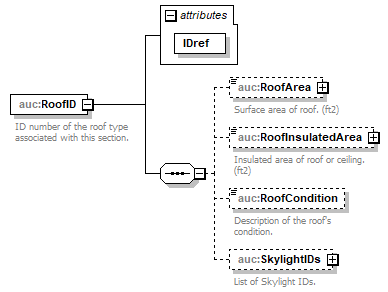 attributes
IDref
auc:RoofID
ID number of the roof type
associated with this section.
auc:RoofArea
Surface area of roof. (ft2)
auc:RoofInsulatedArea
Insulated area of roof or ceiling.
(ft2)
auc:RoofCondition
Description of the roof's
condition.
auc:SkylightIDs
List of Skylight IDs.